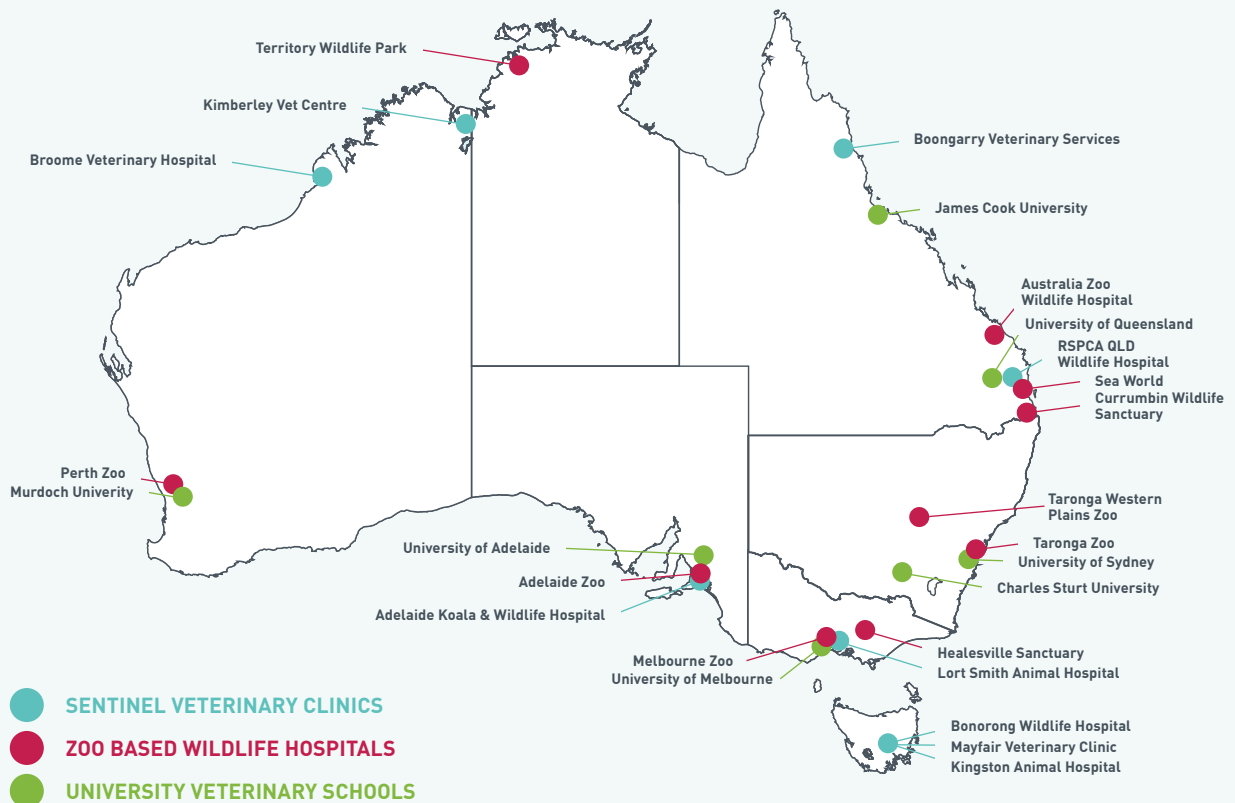 Territory Wildlife Park
Kimberley Vet Centre
Broome Veterinary Hospital
Boongarry Veterinary Services
James Cook University
Australia Zoo
Wildlife Hospital
University of Queensland
RSPCA QLD
Wildlife Hospital
Sea World
Currumbin Wildlife
Sanctuary
Perth Zoo
Murdoch Univerity
Taronga Western
Plains Zoo
Taronga Zoo
University of Sydney
Charles Sturt University
University of Adelaide
Adelaide Zoo
Adelaide Koala & Wildlife Hospital
Melbourne Zoo
University of Melbourne
Healesville Sanctuary
Lort Smith Animal Hospital
Bonorong Wildlife Hospital
Mayfair Veterinary Clinic
Kingston Animal Hospital
SENTINEL VETERINARY CLINICS
ZOO BASED WILDLIFE HOSPITALS
UNIVERSITY VETERINARY SCHOOLS